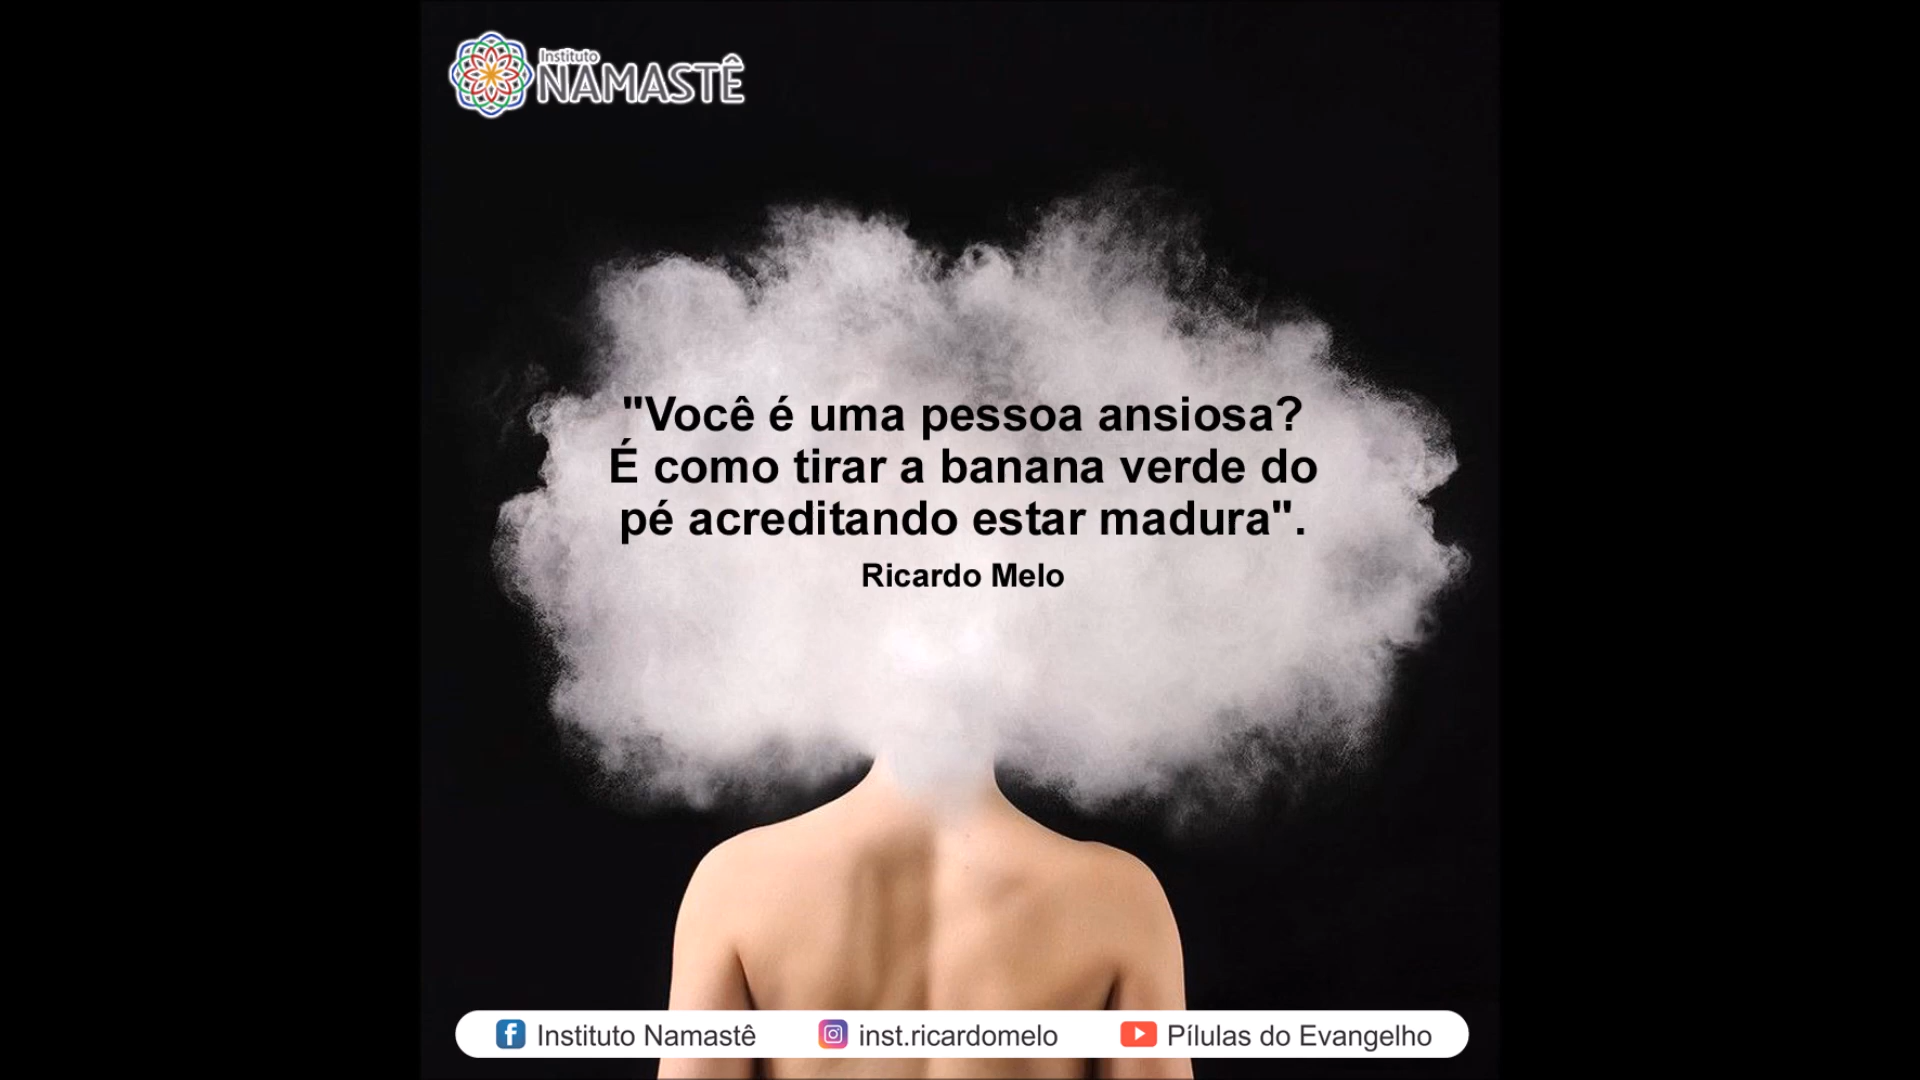 Instituto
NAMASTÊ
"Você é uma pessoa ansiosa?
É como tirar a banana verde do
pé acreditando estar madura".
Ricardo Melo
Instituto Namastê inst.ricardomelo Pílulas do Evangelho